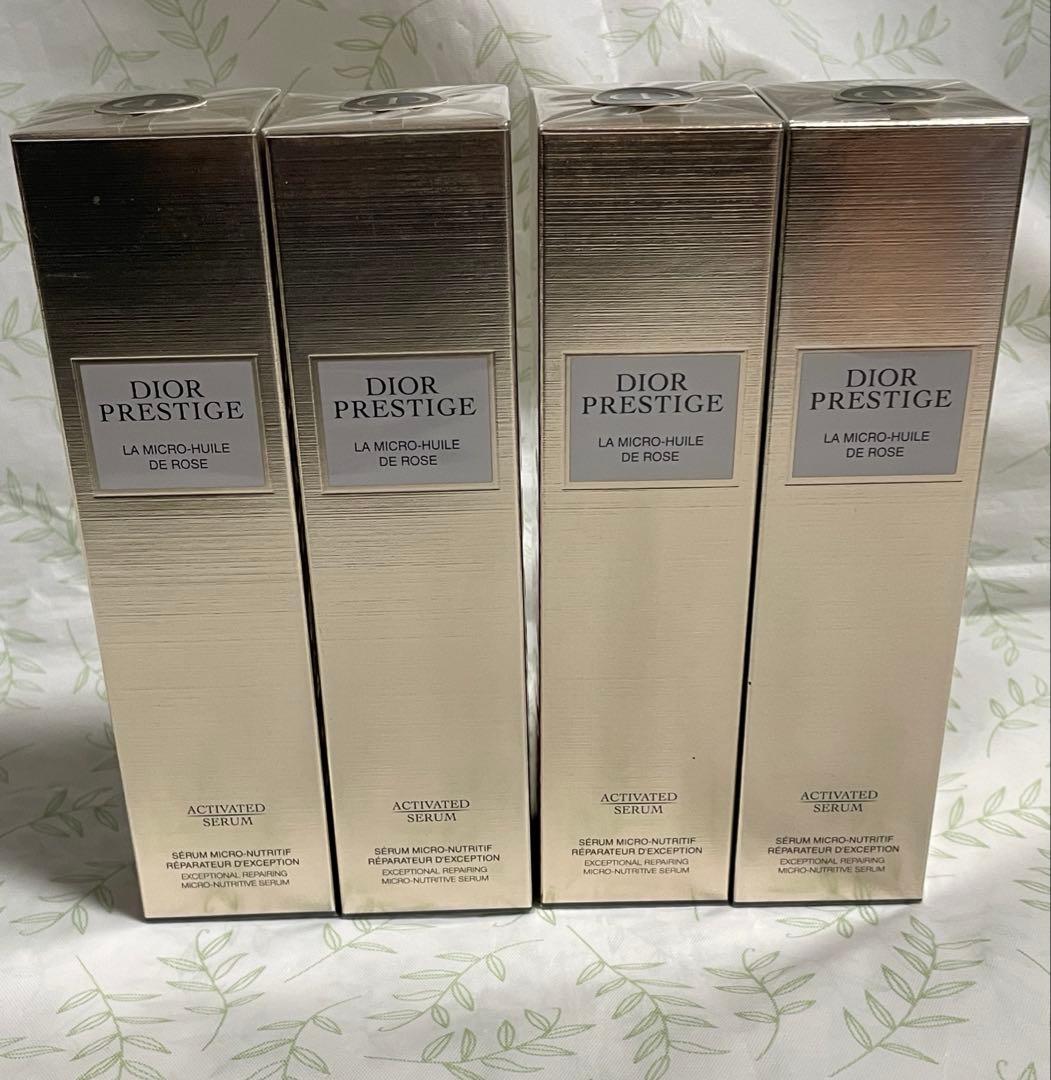 DIOR
PRESTIGE
LA MICRO-HUILE
DE ROSE
ACTIVATED
SERUM
SÉRUM MICRO-NUTRITIF
RÉPARATEUR D'EXCEPTION
EXCEPTIONAL REPAIRING
MICRO-NUTRITIVE SERUM
DIOR
PRESTIGE
LA MICRO-HUILE
DE ROSE
ACTIVATED
SERUM
SÉRUM MICRO-NUTRITIF
RÉPARATEUR D'EXCEPTION
EXCEPTIONAL REPAIRING
MICRO-NUTRITIVE SERUM
DIOR
PRESTIGE
LA MICRO-HUILE
DE ROSE
ACTIVATED
SERUM
SÉRUM MICRO-NUTRITIF
RÉPARATEUR D'EXCEPTION
EXCEPTIONAL REPAIRING
MICRO-NUTRITIVE SERUM
DIOR
PRESTIGE
LA MICRO-HUILE
DE ROSE
ACTIVATED
SERUM
SÉRUM MICRO-NUTRITIF
RÉPARATEUR D'EXCEPTION
EXCEPTIONAL REPAIRING
MICRO-NUTRITIVE SERUM